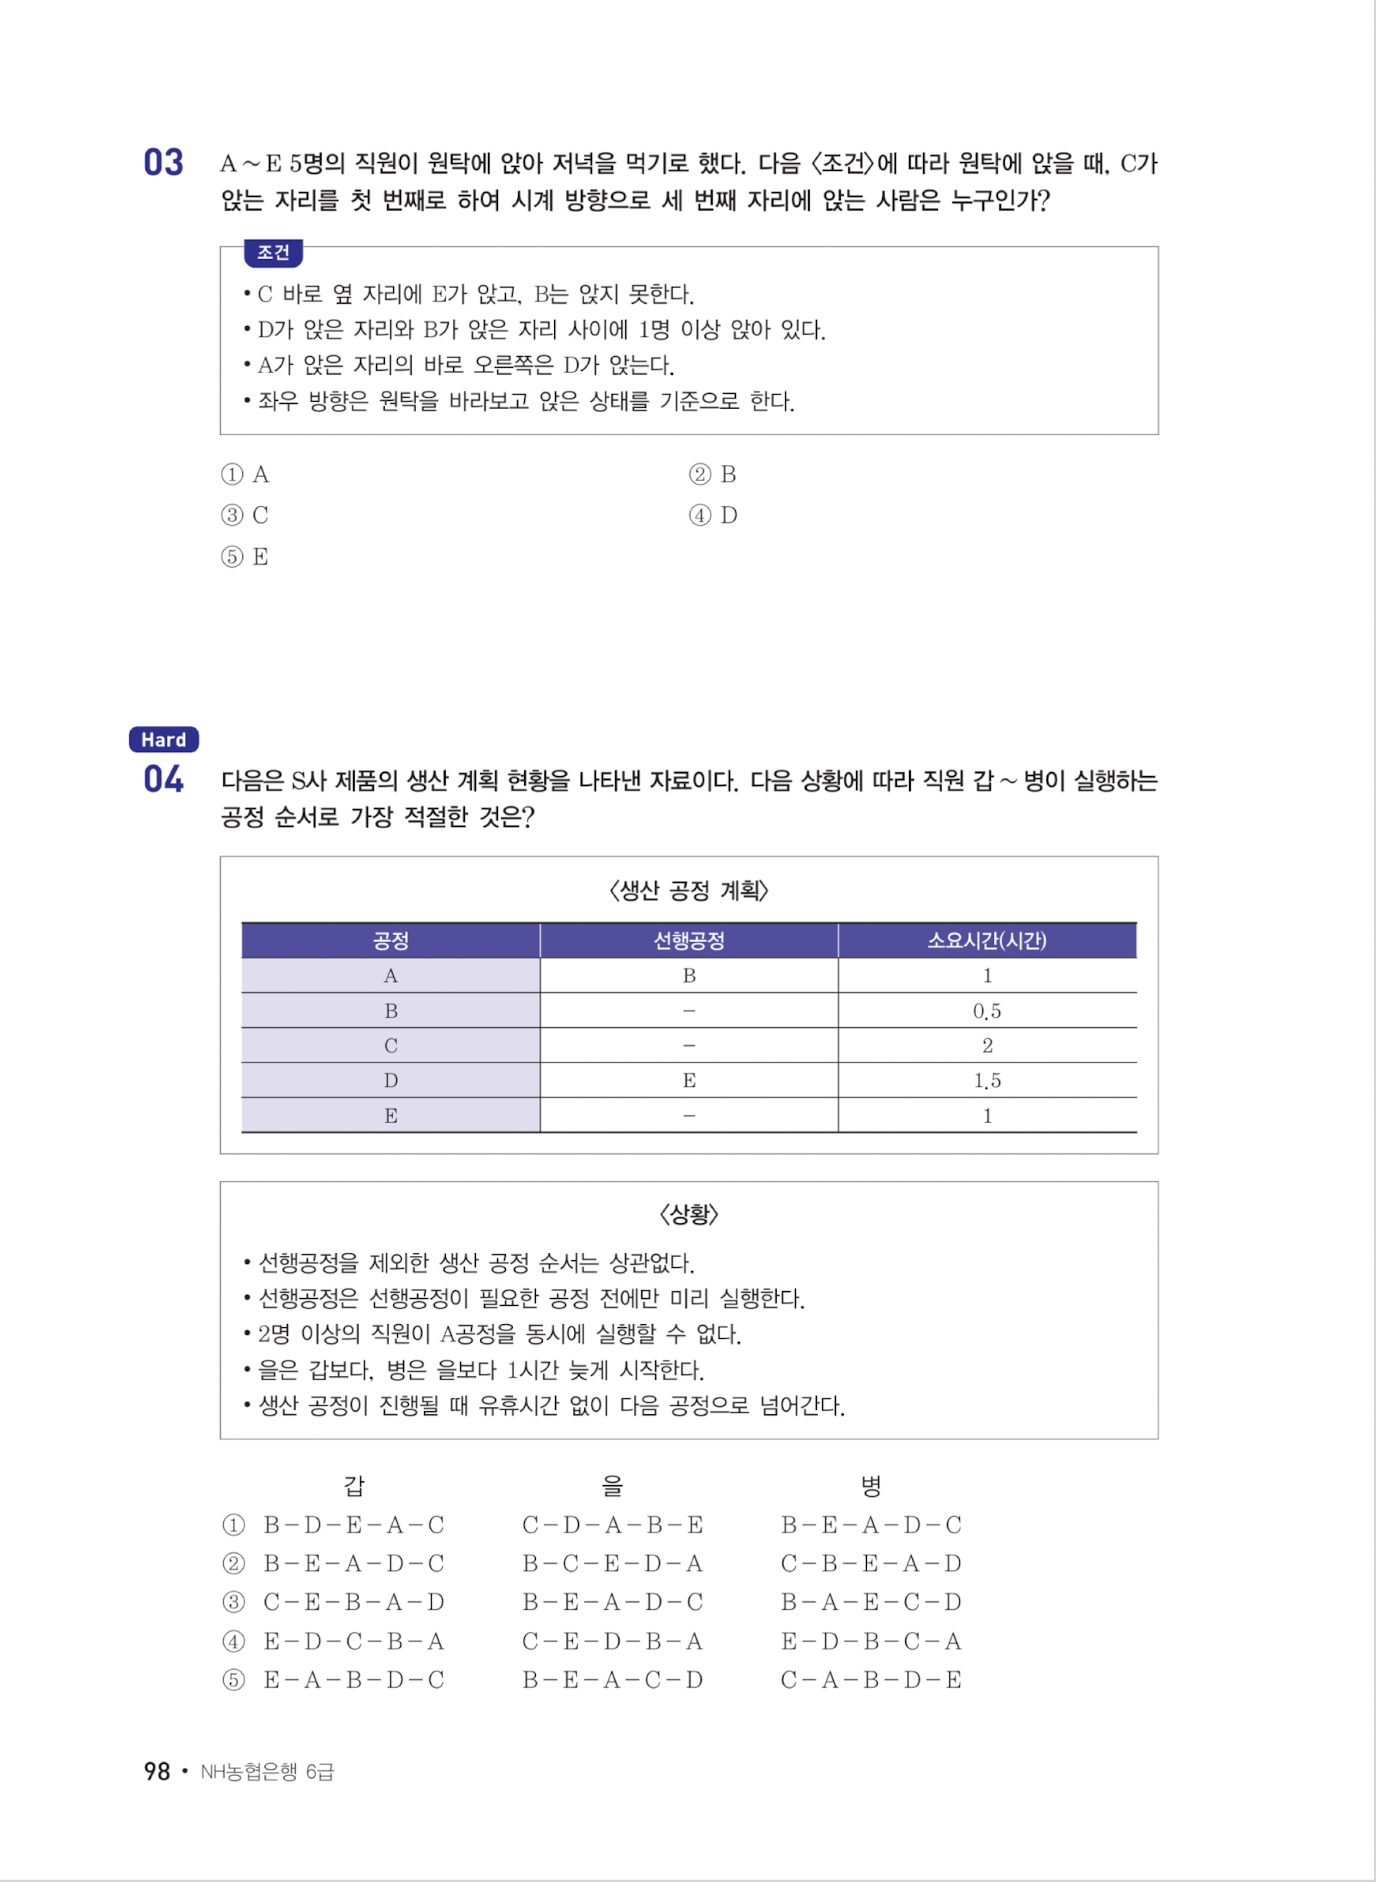 03
A ~ E 5명의 직원이 원탁에 앉아 저녁을 먹기로 했다. 다음 〈조건〉에 따라 원탁에 앉을 때, C가
앉는 자리를 첫 번째로 하여 시계 방향으로 세 번째 자리에 앉는 사람은 누구인가?
조건
• C 바로 옆 자리에 E가 앉고, B는 앉지 못한다.
• D가 앉은 자리와 B가 앉은 자리 사이에 1명 이상 앉아 있다.
• A가 앉은 자리의 바로 오른쪽은 D가 앉는다.
• 좌우 방향은 원탁을 바라보고 앉은 상태를 기준으로 한다.
① A ② B
③ C ④ D
⑤ E
Hard
04
다음은 S사 제품의 생산 계획 현황을 나타낸 자료이다. 다음 상황에 따라 직원 갑 ~ 병이 실행하는
공정 순서로 가장 적절한 것은?
〈생산 공정 계획〉
공정 선행공정 소요시간(시간)
A B 1
B - 0.5
C - 2
D E 1.5
E - 1
〈상황〉
• 선행공정을 제외한 생산 공정 순서는 상관없다.
• 선행공정은 선행공정이 필요한 공정 전에만 미리 실행한다.
• 2명 이상의 직원이 A공정을 동시에 실행할 수 없다.
• 을은 갑보다, 병은 을보다 1시간 늦게 시작한다.
• 생산 공정이 진행될 때 유휴시간 없이 다음 공정으로 넘어간다.
갑 을 병
① B-D-E-A-C C-D-A-B-E B-E-A-D-C
② B-E-A-D-C B-C-E-D-A C-B-E-A-D
③ C-E-B-A-D B-E-A-D-C B-A-E-C-D
④ E-D-C-B-A C-E-D-B-A E-D-B-C-A
⑤ E-A-B-D-C B-E-A-C-D C-A-B-D-E
98 • NH농협은행 6급